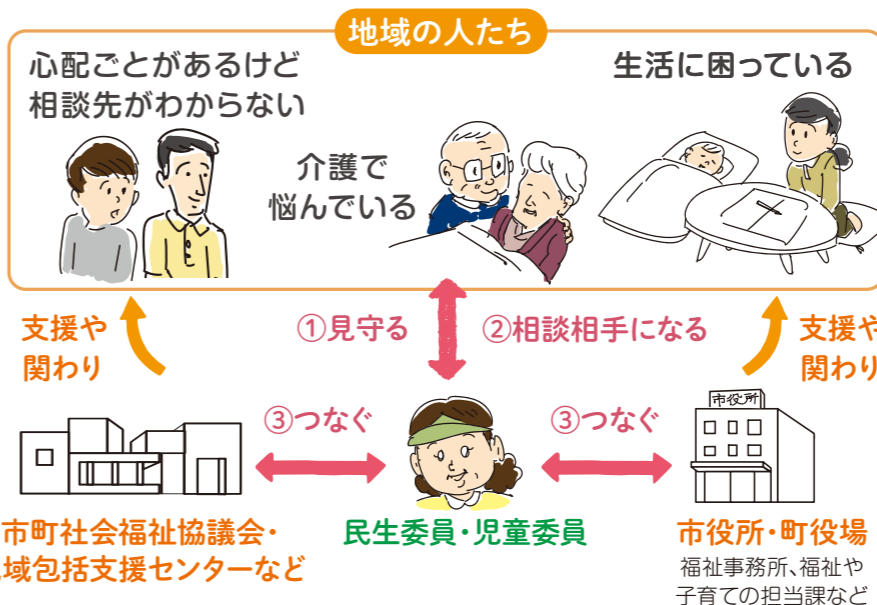 地域の人たち
心配ごとがあるけど
相談先がわからない
介護で
悩んでいる
生活に困っている
支援や
関わり
①見守る
②相談相手になる
支援や
関わり
③つなぐ
③つなぐ
市役所
市町社会福祉協議会・
域包括支援センターなど
民生委員・児童委員
市役所・町役場
福祉事務所、福祉や
子育ての担当課など